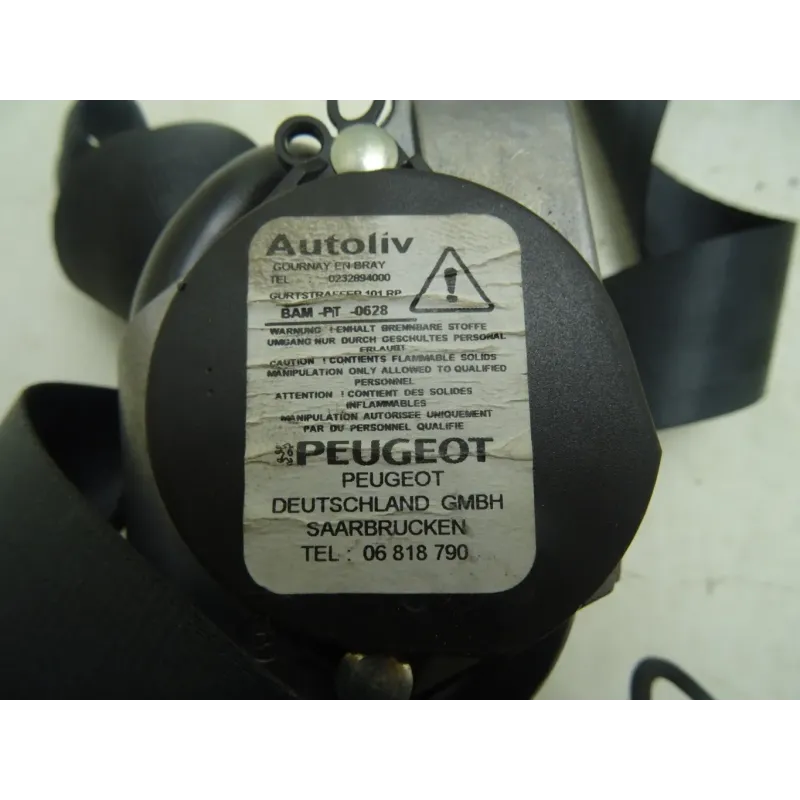 Autoliv
GOURNAY EN BRAY
TEL : 0232894000
GURTSTRAFFER 101 RP
BAM -PIT -0628
WARNUNG ! ENHALT BRENNBARE STOFFE
UMGANG NUR DURCH GESCHULTES PERSONAL
ERLAUBT
CAUTION ! CONTIENTS FLAMMABLE SOLIDS
MANIPULATION ONLY ALLOWED TO QUALIFIED
PERSONNEL
ATTENTION ! CONTIENT DES SOLIDES
INFLAMMABLES
MANIPULATION AUTORISEE UNIQUEMENT
PAR DU PERSONNEL QUALIFIE
PEUGEOT
PEUGEOT
DEUTSCHLAND GMBH
SAARBRUCKEN
TEL : 06 818 790